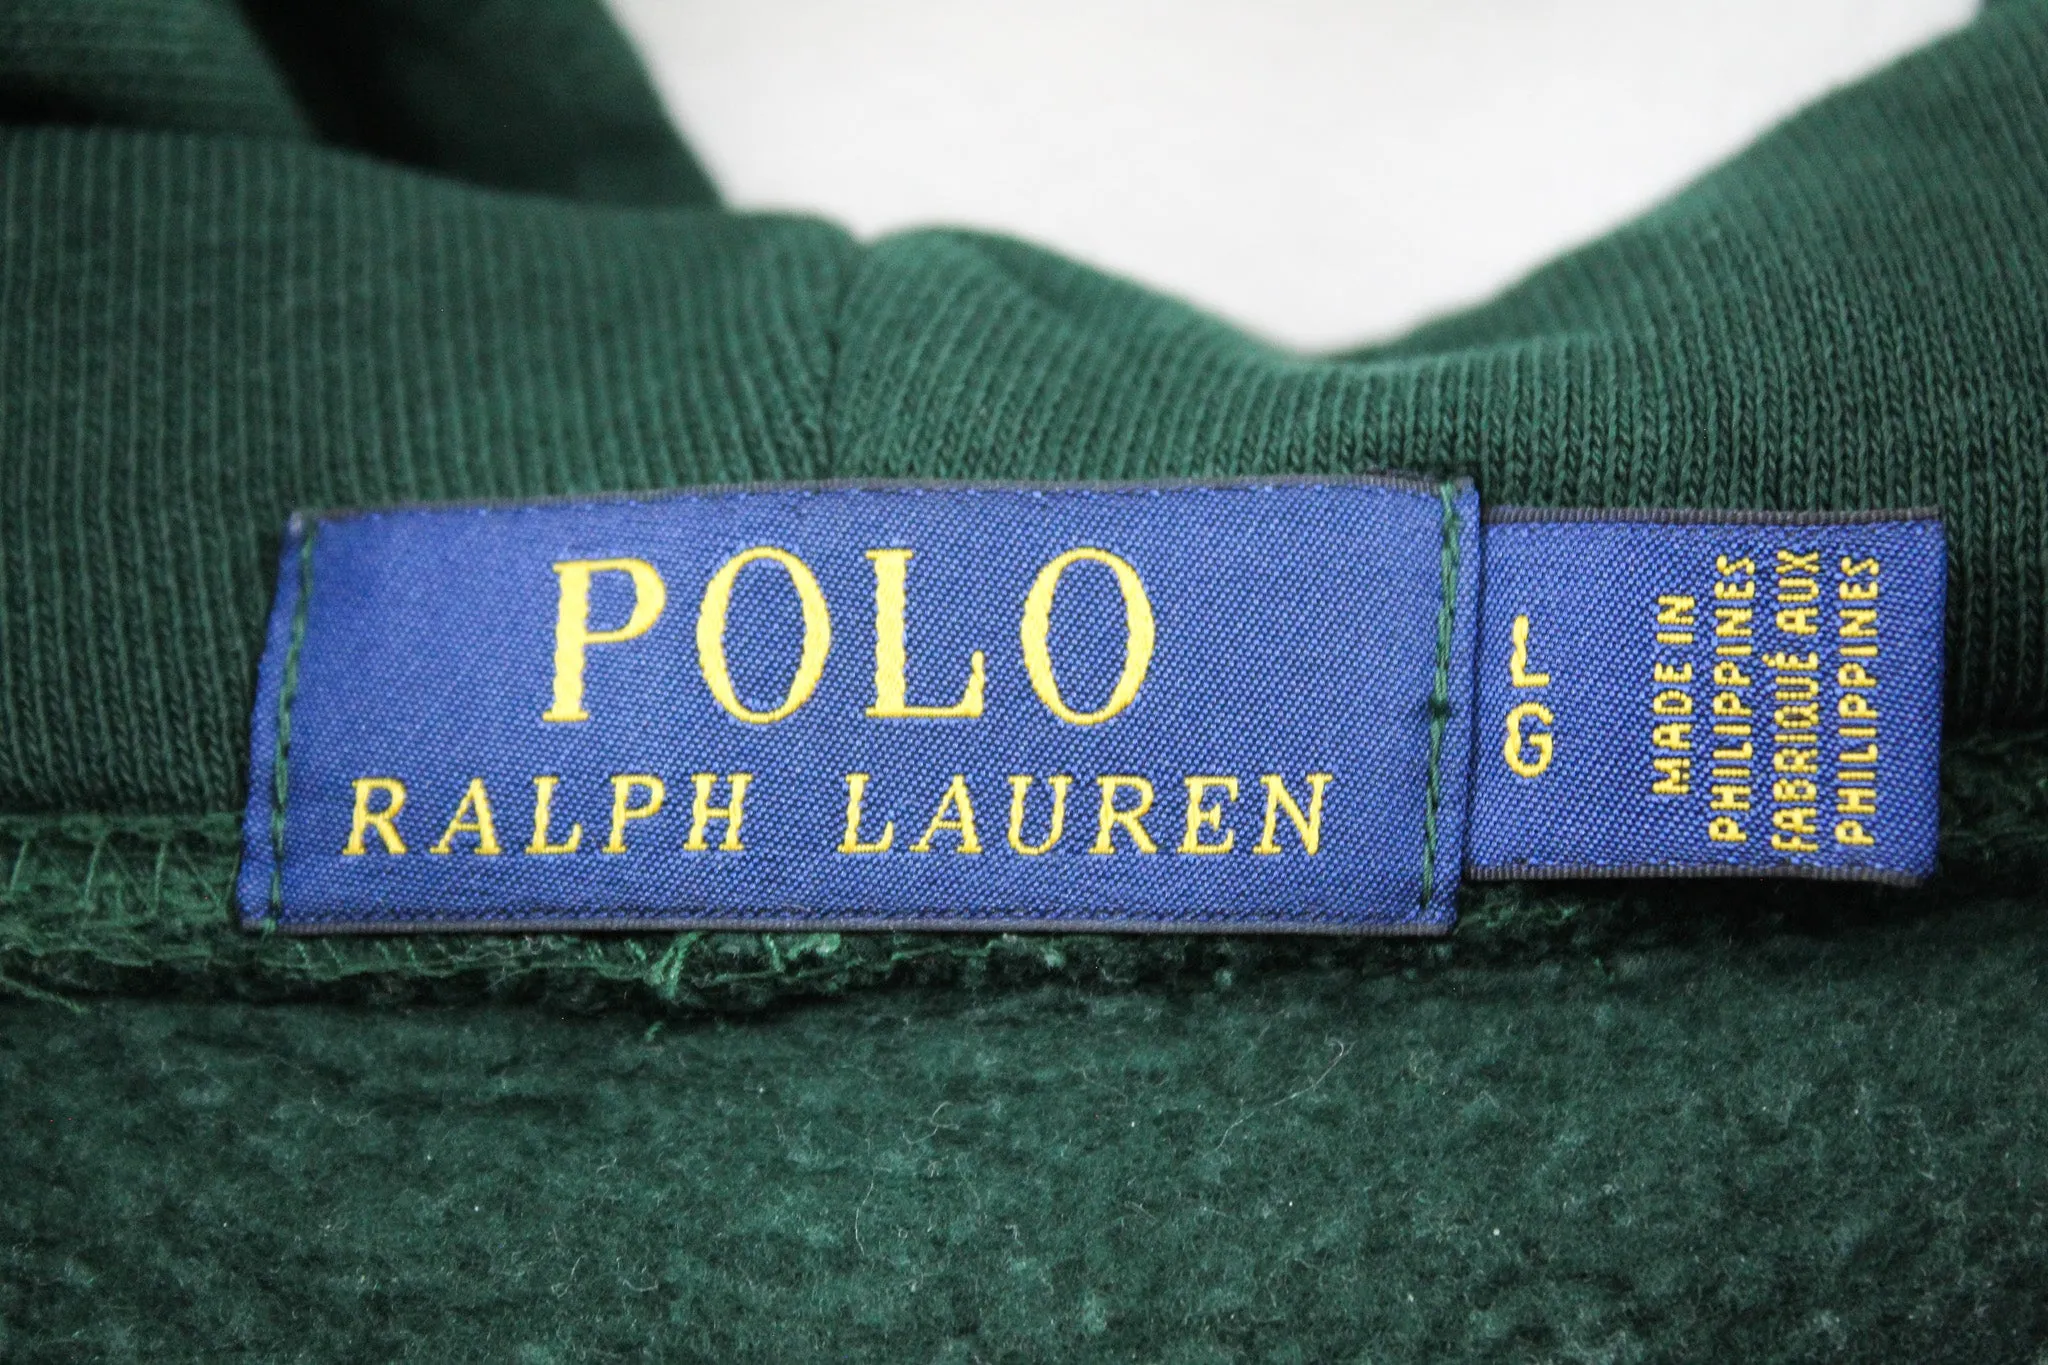 POLO
RALPH LAUREN
L
G
MADE IN
PHILIPPINES
FABRIQUÉ AUX
PHILIPPINES